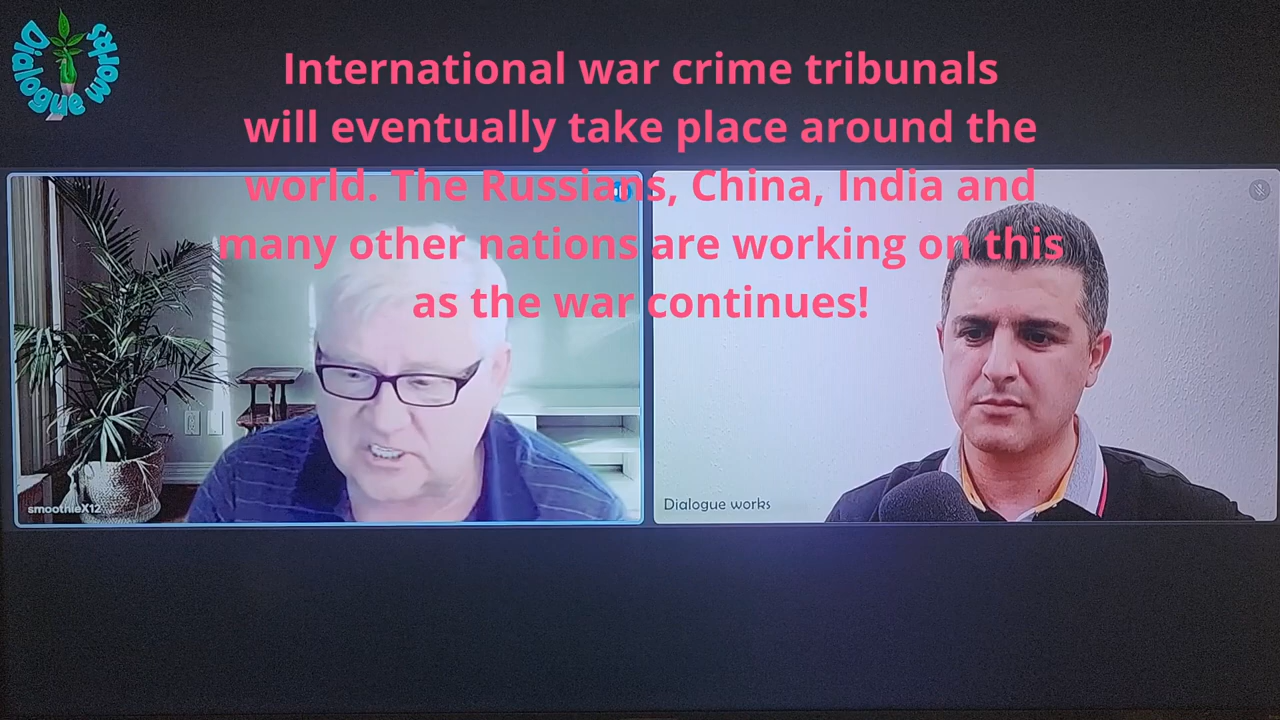 Dialogue works
International war crime tribunals
will eventually take place around the
world. The Russians, China, India and
many other nations are working on this
as the war continues!
smoothieX12
Dialogue works